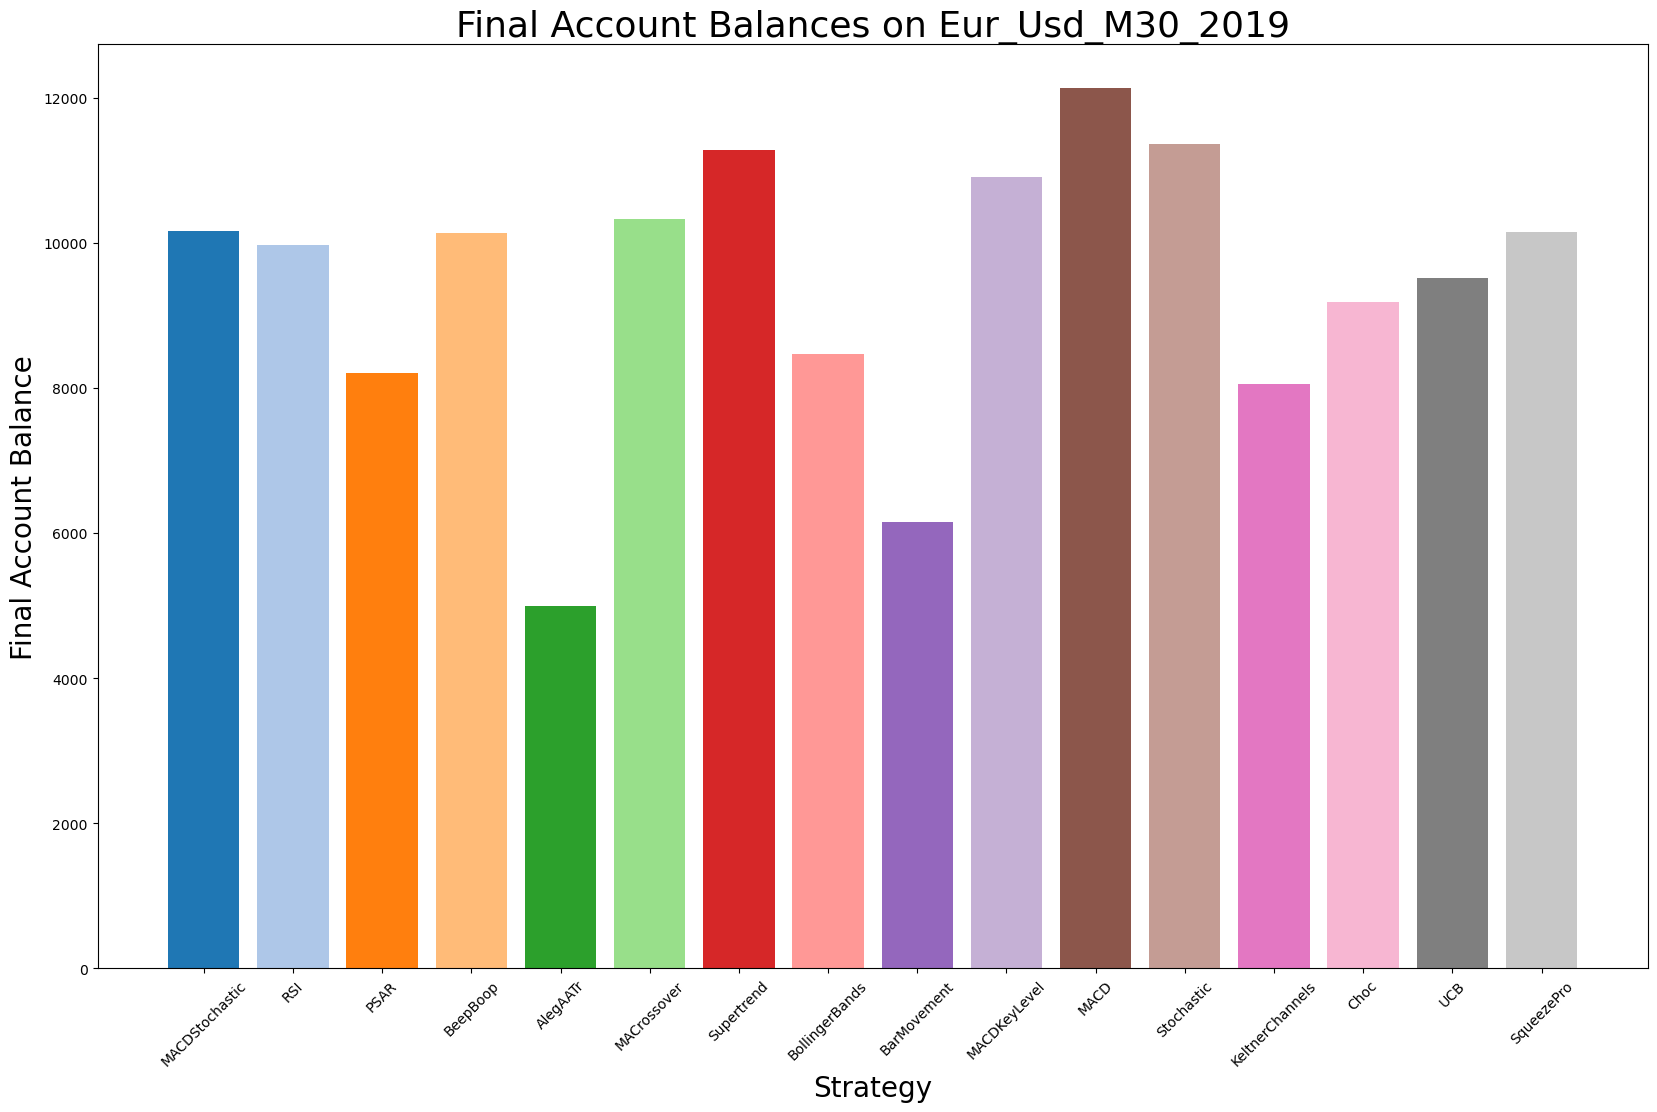 Final Account Balances on Eur_Usd_M30_2019
Final Account Balance
12000
10000
8000
6000
4000
2000
0
MACDStochastic
RSI
PSAR
BeepBoop
AlegAATr
MACrossover
Supertrend
BollingerBands
BarMovement
MACDKeyLevel
MACD
Stochastic
KeltnerChannels
Choc
UCB
SqueezePro
Strategy